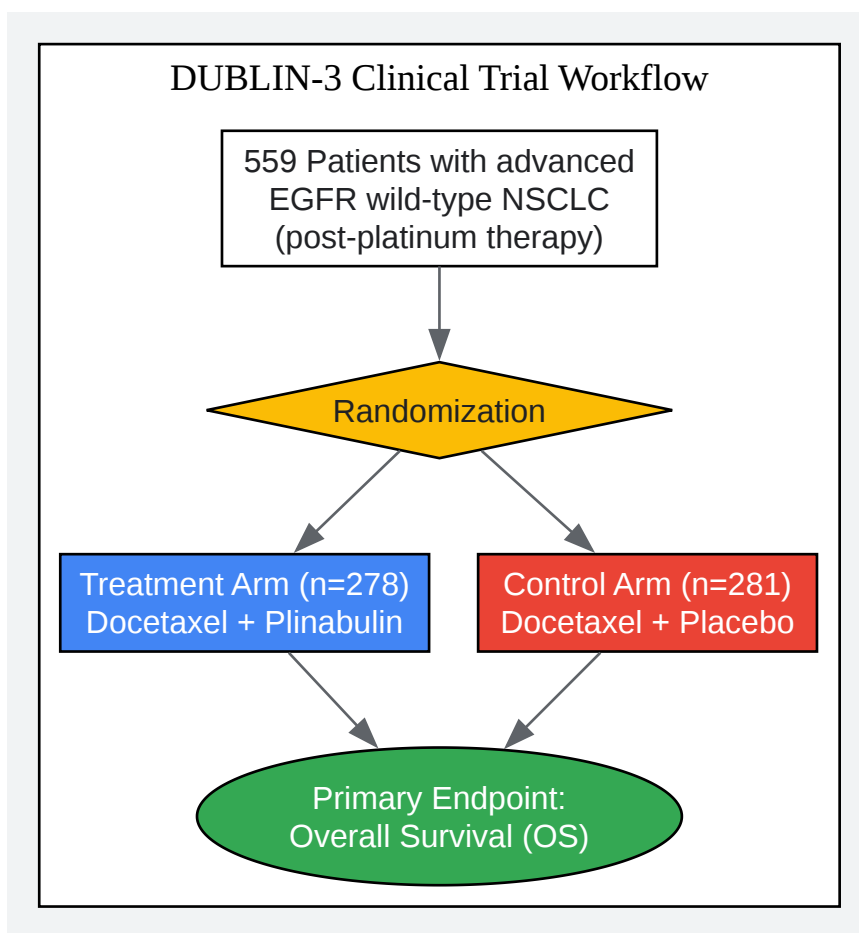 DUBLIN-3 Clinical Trial Workflow
559 Patients with advanced
EGFR wild-type NSCLC
(post-platinum therapy)
Randomization
Treatment Arm (n=278)
Docetaxel + Plinabulin
Control Arm (n=281)
Docetaxel + Placebo
Primary Endpoint:
Overall Survival (OS)